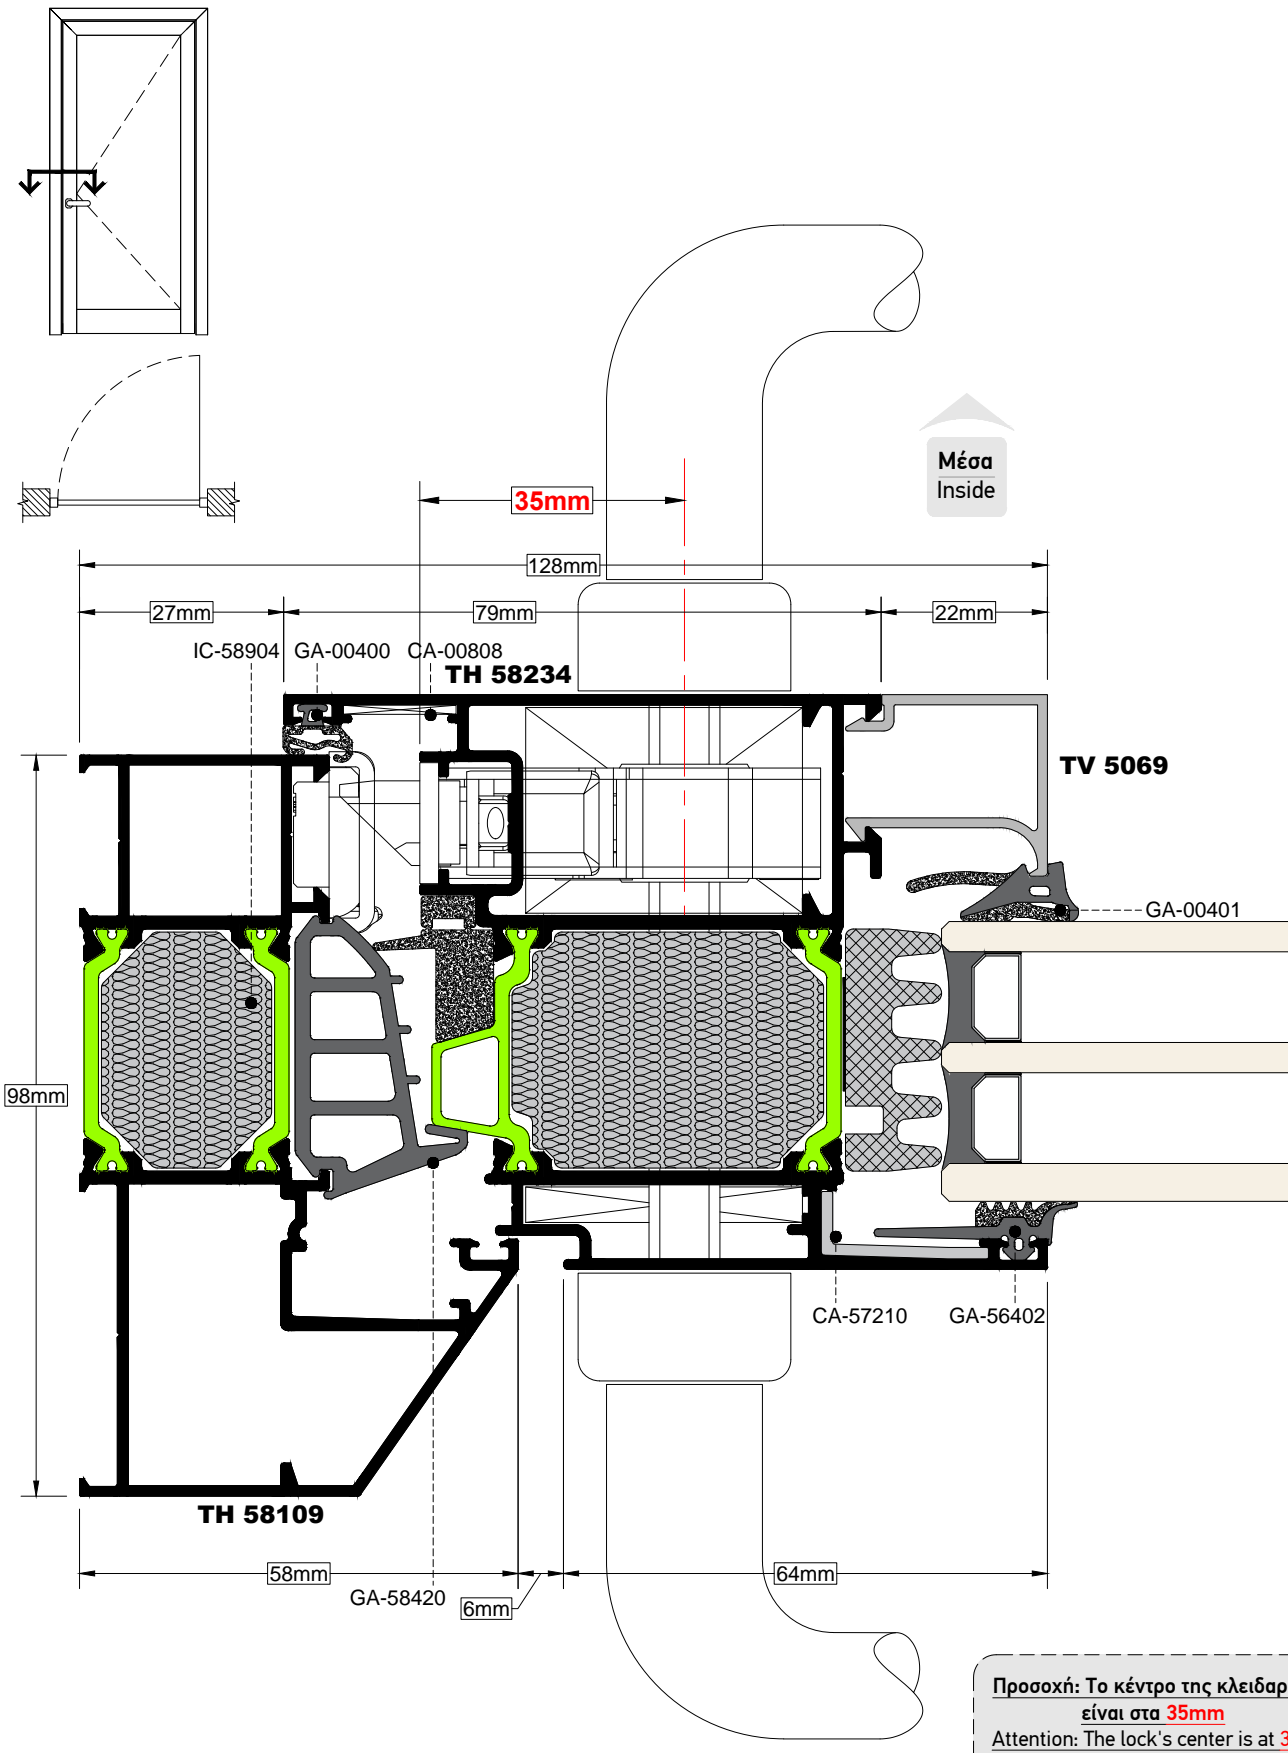 35mm
Μέσα
Inside
128mm
27mm
79mm
22mm
IC-58904
GA-00400
CA-00808
TH 58234
TV 5069
GA-00401
98mm
CA-57210
GA-56402
TH 58109
58mm
64mm
GA-58420
6mm
Προσοχή: Το κέντρο της
είναι στα 35mm
Attention: The lock's center is at